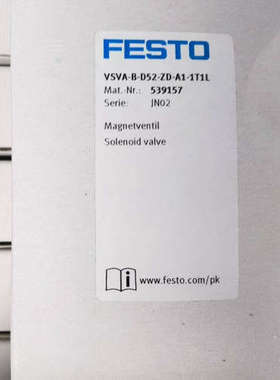 FESTO
VSVA-B-D52-ZD-A1-1T1L
Mat.-Nr.: 539157
Serie: JN02
Magnetventil
Solenoid valve
i www.festo.com/pk